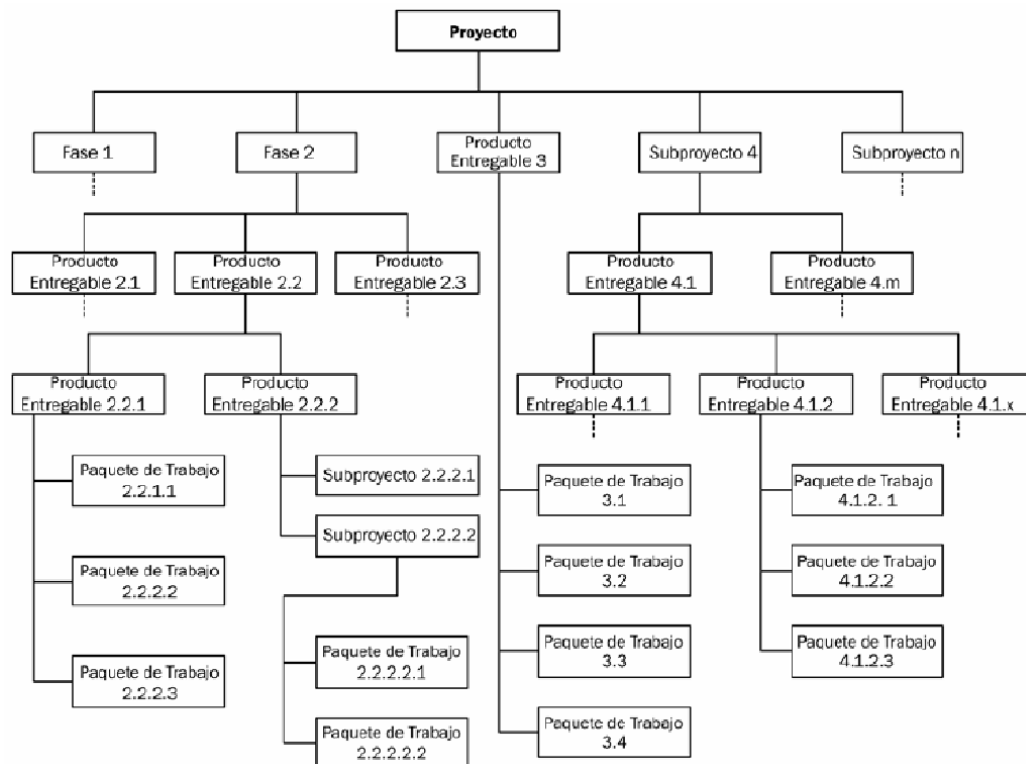 Proyecto
Fase 1
Fase 2
Producto
Entregable 3
Subproyecto 4
Subproyecto n
Producto
Entregable 2.1
Producto
Entregable 2.2
Producto
Entregable 2.3
Producto
Entregable 4.1
Producto
Entregable 4.m
Producto
Entregable 2.2.1
Producto
Entregable 2.2.2
Producto
Entregable 4.1.1
Producto
Entregable 4.1.2
Producto
Entregable 4.1.x
Paquete de Trabajo
2.2.1.1
Paquete de Trabajo
2.2.2.2
Paquete de Trabajo
2.2.2.3
Subproyecto 2.2.2.1
Subproyecto 2.2.2.2
Paquete de Trabajo
2.2.2.2.1
Paquete de Trabajo
2.2.2.2.2
Paquete de Trabajo
3.1
Paquete de Trabajo
3.2
Paquete de Trabajo
3.3
Paquete de Trabajo
3.4
Paquete de Trabajo
4.1.2. 1
Paquete de Trabajo
4.1.2.2
Paquete de Trabajo
4.1.2.3